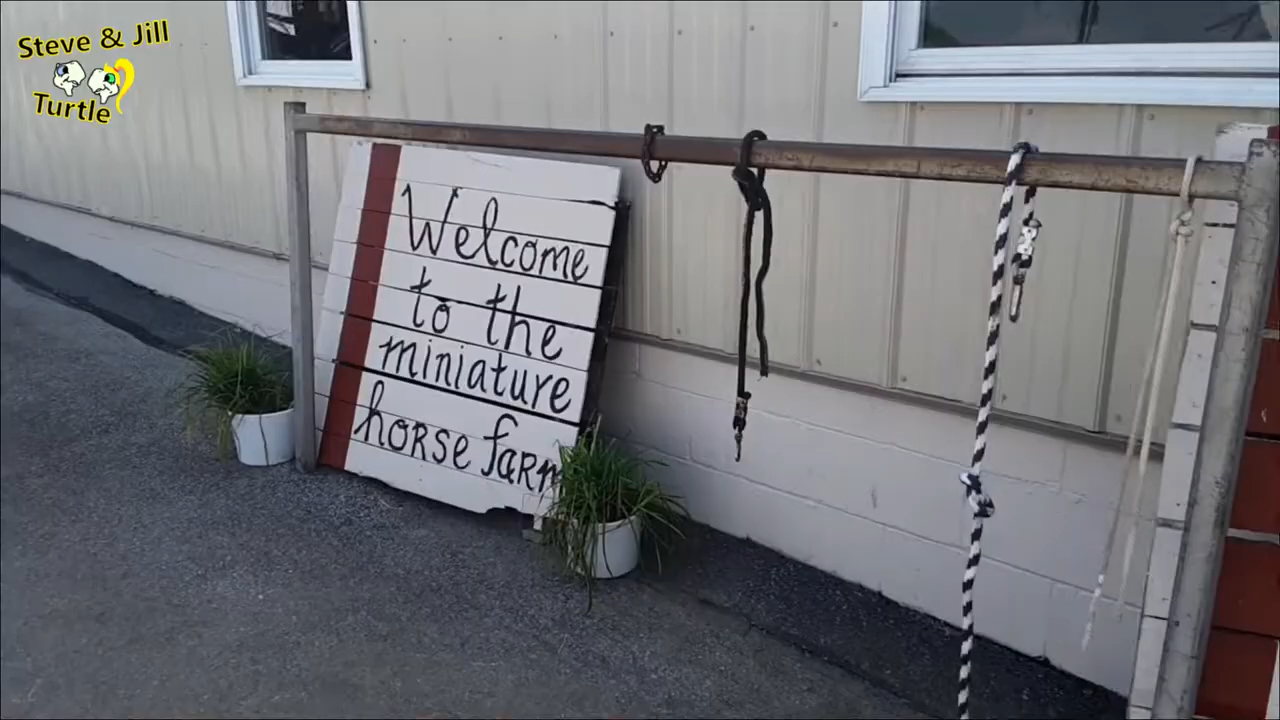 Steve & Jill
Turtle
Welcome
to the
miniature
horse farm